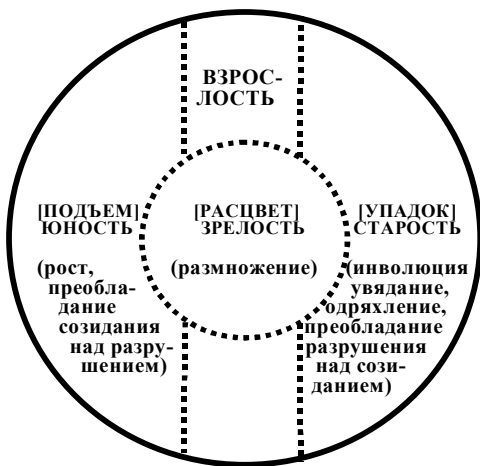 ВЗРОС-
ЛОСТЬ
[ПОДЪЕМ]
ЮНОСТЬ
(рост,
преобла-
дание
созидания
над разру-
шением)
[РАСЦВЕТ]
ЗРЕЛОСТЬ
(размножение)
[УПАДОК]
СТАРОСТЬ
(инволюция
увядание,
одряхление,
преобладание
разрушения
над сози-
данием)